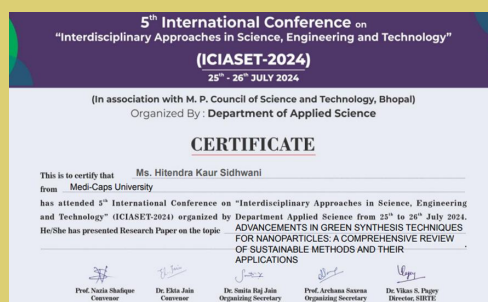 5th International Conference on
"Interdisciplinary Approaches in Science, Engineering and Technology"
(ICIASET-2024)
25th - 26th JULY 2024
(In association with M. P. Council of Science and Technology, Bhopal)
Organized By : Department of Applied Science
CERTIFICATE
This is to certify that Ms. Hitendra Kaur Sidhwani
from Medi-Caps University
has attended 5th International Conference on "Interdisciplinary Approaches in Science, Engineering
and Technology" (ICIASET-2024) organized by Department Applied Science from 25th to 26th July 2024.
He/She has presented Research Paper on the topic ADVANCEMENTS IN GREEN SYNTHESIS TECHNIQUES
FOR NANOPARTICLES: A COMPREHENSIVE REVIEW
OF SUSTAINABLE METHODS AND THEIR
APPLICATIONS
Prof. Nazia Shafique Dr. Ekta Jain Dr. Smita Raj Jain Prof. Archana Saxena Dr. Vikas S. Pagey
Convenor Convenor Organizing Secretary Organizing Secretary Director, SIRTE